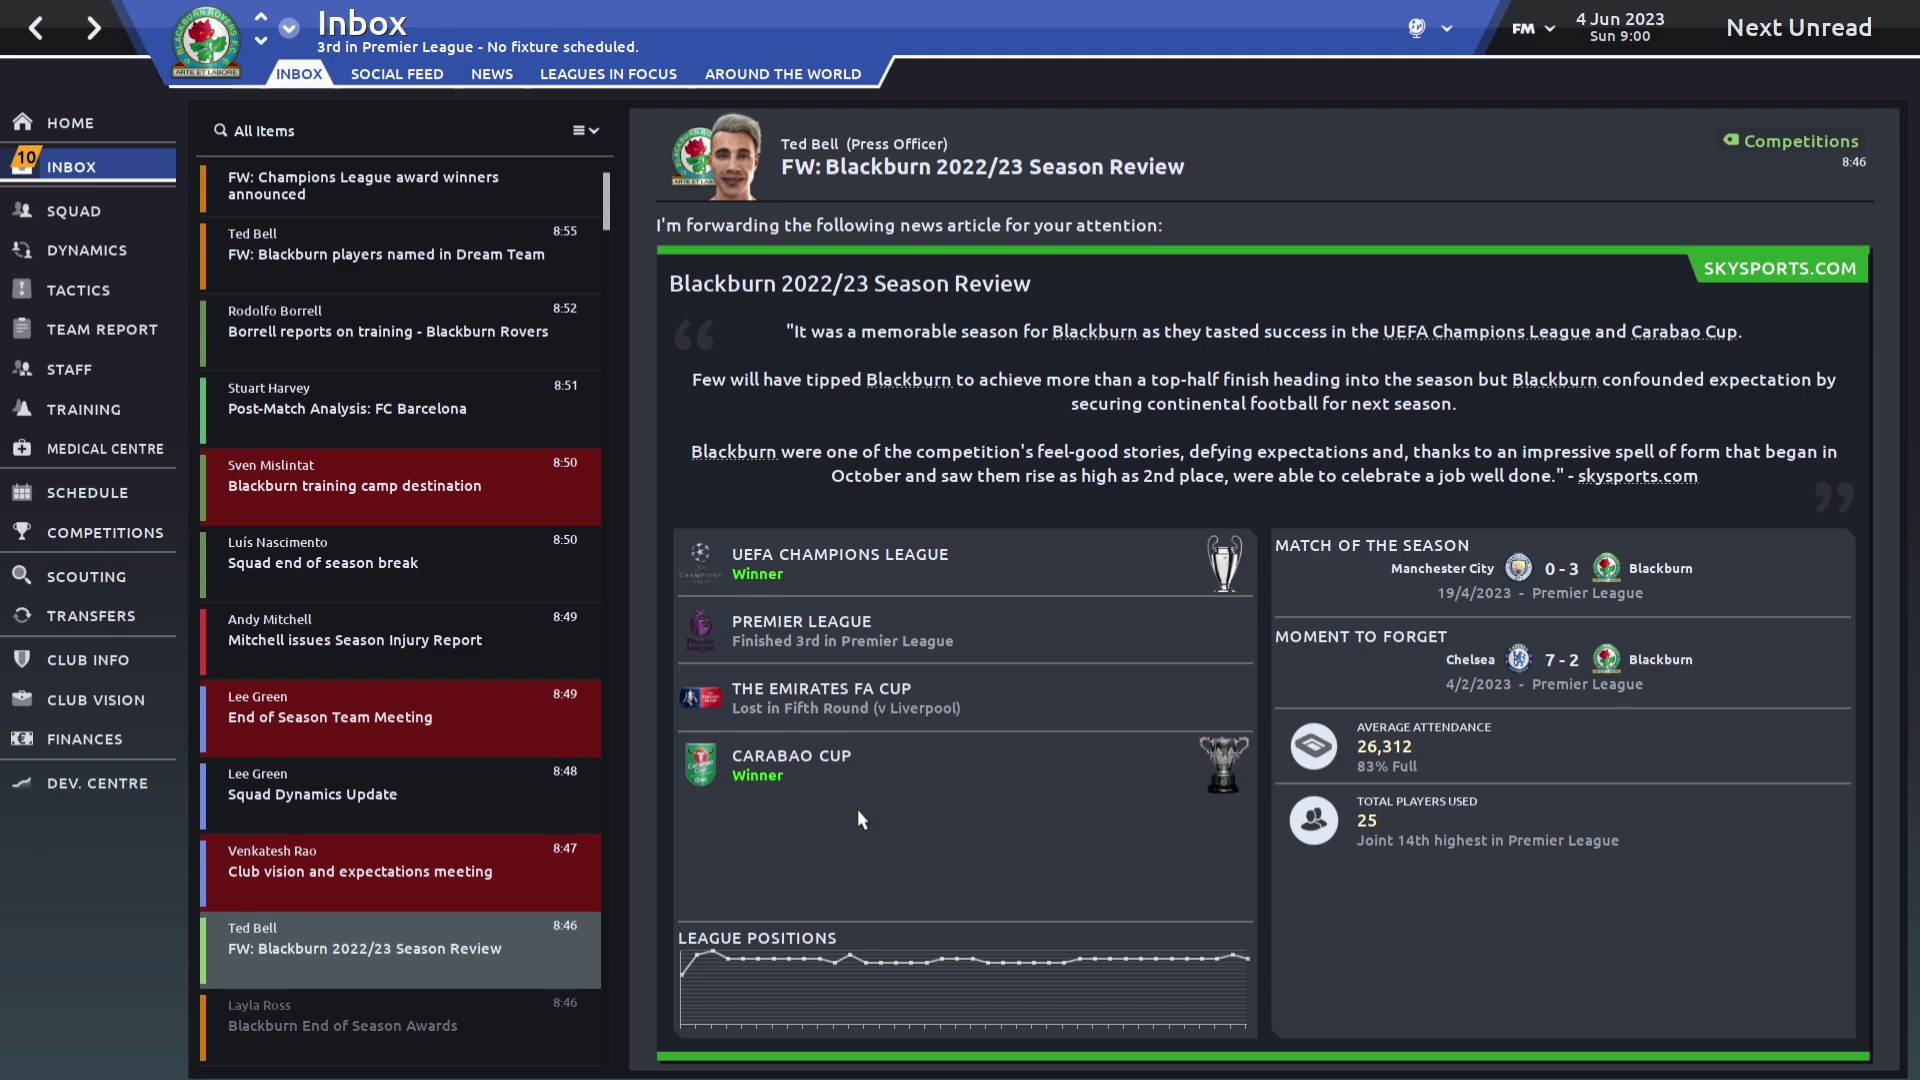 Inbox
3rd in Premier League - No fixture scheduled.
FM
4 Jun 2023
Sun 9:00
Next Unread
INBOX
SOCIAL FEED
NEWS
LEAGUES IN FOCUS
AROUND THE WORLD
HOME
10
INBOX
SQUAD
DYNAMICS
TACTICS
TEAM REPORT
STAFF
TRAINING
MEDICAL CENTRE
SCHEDULE
COMPETITIONS
SCOUTING
TRANSFERS
CLUB INFO
CLUB VISION
FINANCES
DEV. CENTRE
All Items
FW: Champions League award winners
announced
Ted Bell 8:55
FW: Blackburn players named in Dream Team
Rodolfo Borrell 8:52
Borrell reports on training - Blackburn Rovers
Stuart Harvey 8:51
Post-Match Analysis: FC Barcelona
Sven Mislintat 8:50
Blackburn training camp destination
Luís Nascimento 8:50
Squad end of season break
Andy Mitchell 8:49
Mitchell issues Season Injury Report
Lee Green 8:49
End of Season Team Meeting
Lee Green 8:48
Squad Dynamics Update
Venkatesh Rao 8:47
Club vision and expectations meeting
Ted Bell 8:46
FW: Blackburn 2022/23 Season Review
Layla Ross 8:46
Blackburn End of Season Awards
Ted Bell (Press Officer)
FW: Blackburn 2022/23 Season Review
Competitions
8:46
I'm forwarding the following news article for your attention:
SKYSPORTS.COM
Blackburn 2022/23 Season Review
"It was a memorable season for Blackburn as they tasted success in the UEFA Champions League and Carabao Cup.
Few will have tipped Blackburn to achieve more than a top-half finish heading into the season but Blackburn confounded expectation by
securing continental football for next season.
Blackburn were one of the competition's feel-good stories, defying expectations and, thanks to an impressive spell of form that began in
October and saw them rise as high as 2nd place, were able to celebrate a job well done." - skysports.com
UEFA CHAMPIONS LEAGUE
Winner
PREMIER LEAGUE
Finished 3rd in Premier League
THE EMIRATES FA CUP
Lost in Fifth Round (v Liverpool)
CARABAO CUP
Winner
LEAGUE POSITIONS
MATCH OF THE SEASON
Manchester City 0 - 3 Blackburn
19/4/2023 - Premier League
MOMENT TO FORGET
Chelsea 7 - 2 Blackburn
4/2/2023 - Premier League
AVERAGE ATTENDANCE
26,312
83% Full
TOTAL PLAYERS USED
25
Joint 14th highest in Premier League